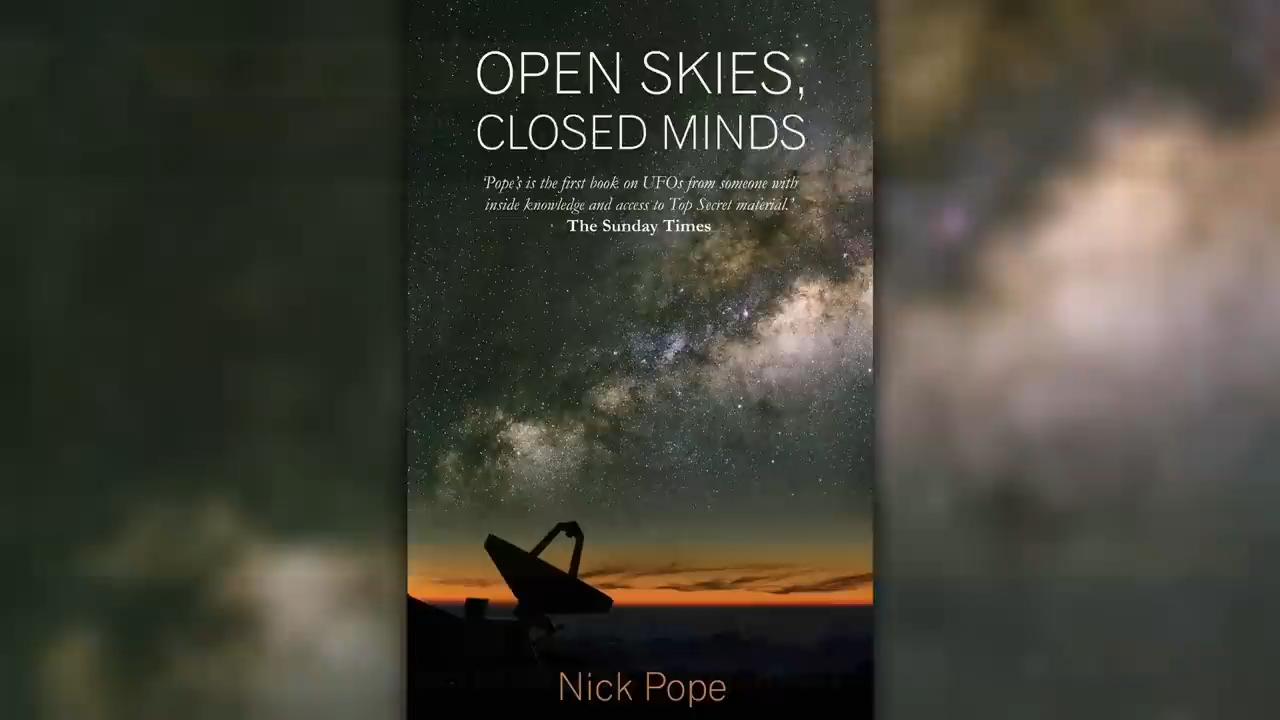 OPEN SKIES,
CLOSED MINDS
'Pope's is the first book on UFOs from someone with
inside knowledge and access to Top Secret material.'
The Sunday Times
Nick Pope